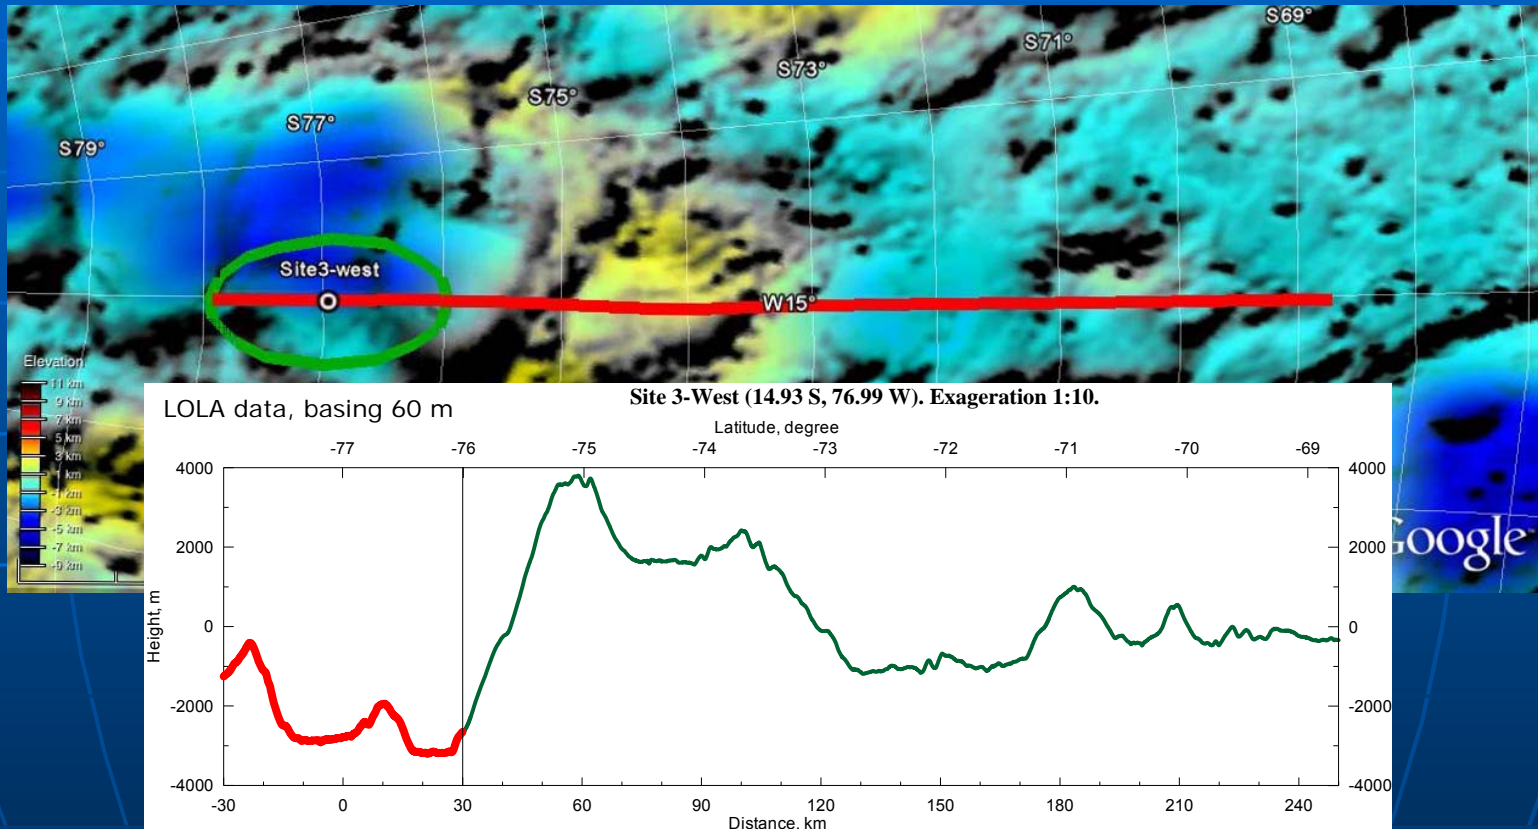 S69°
S71°
S73°
S75°
S77°
S79°
Site3-west
W15°
Elevation
11 km
9 km
7 km
5 km
3 km
1 km
-1 km
-3 km
-5 km
-7 km
-9 km
Google
LOLA data, basing 60 m
Site 3-West (14.93 S, 76.99 W). Exageration 1:10.
Latitude, degree
-77 -76 -75 -74 -73 -72 -71 -70 -69
4000 4000
2000 2000
0 0
-2000 -2000
-4000 -4000
Height, m
-30 0 30 60 90 120 150 180 210 240
Distance, km